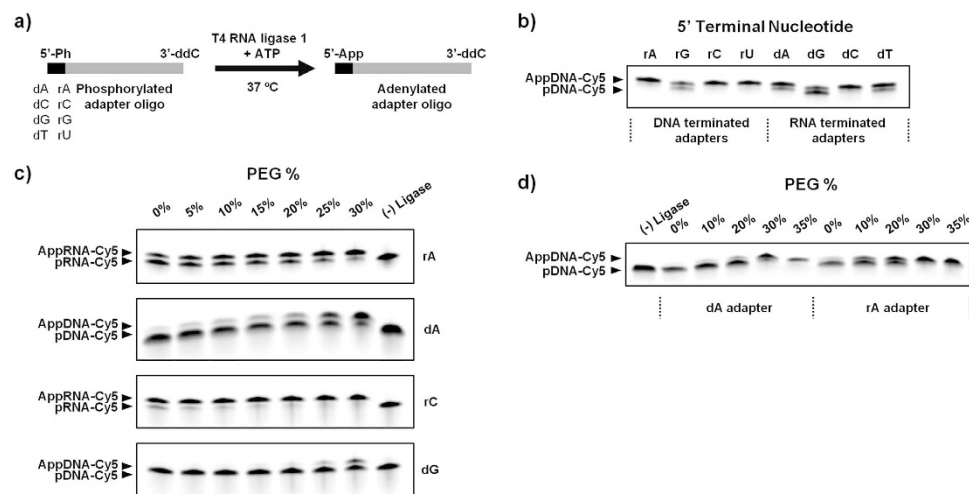 a)
T4 RNA ligase 1
+ ATP
37 ºC
5'-Ph 3'-ddC
5'-App 3'-ddC
dA rA Phosphorylated
dC rC adapter oligo
dG rG
dT rU
Adenylated
adapter oligo
b)
5' Terminal Nucleotide
rA rG rC rU dA dG dC dT
AppDNA-Cy5
pDNA-Cy5
DNA terminated
adapters
RNA terminated
adapters
c)
PEG %
0% 5% 10% 15% 20% 25% 30% (-) Ligase
AppRNA-Cy5
pRNA-Cy5
rA
AppDNA-Cy5
pDNA-Cy5
dA
AppRNA-Cy5
pRNA-Cy5
rC
AppDNA-Cy5
pDNA-Cy5
dG
d)
PEG %
(-) Ligase 0% 10% 20% 30% 35% 0% 10% 20% 30% 35%
AppDNA-Cy5
pDNA-Cy5
dA adapter
rA adapter